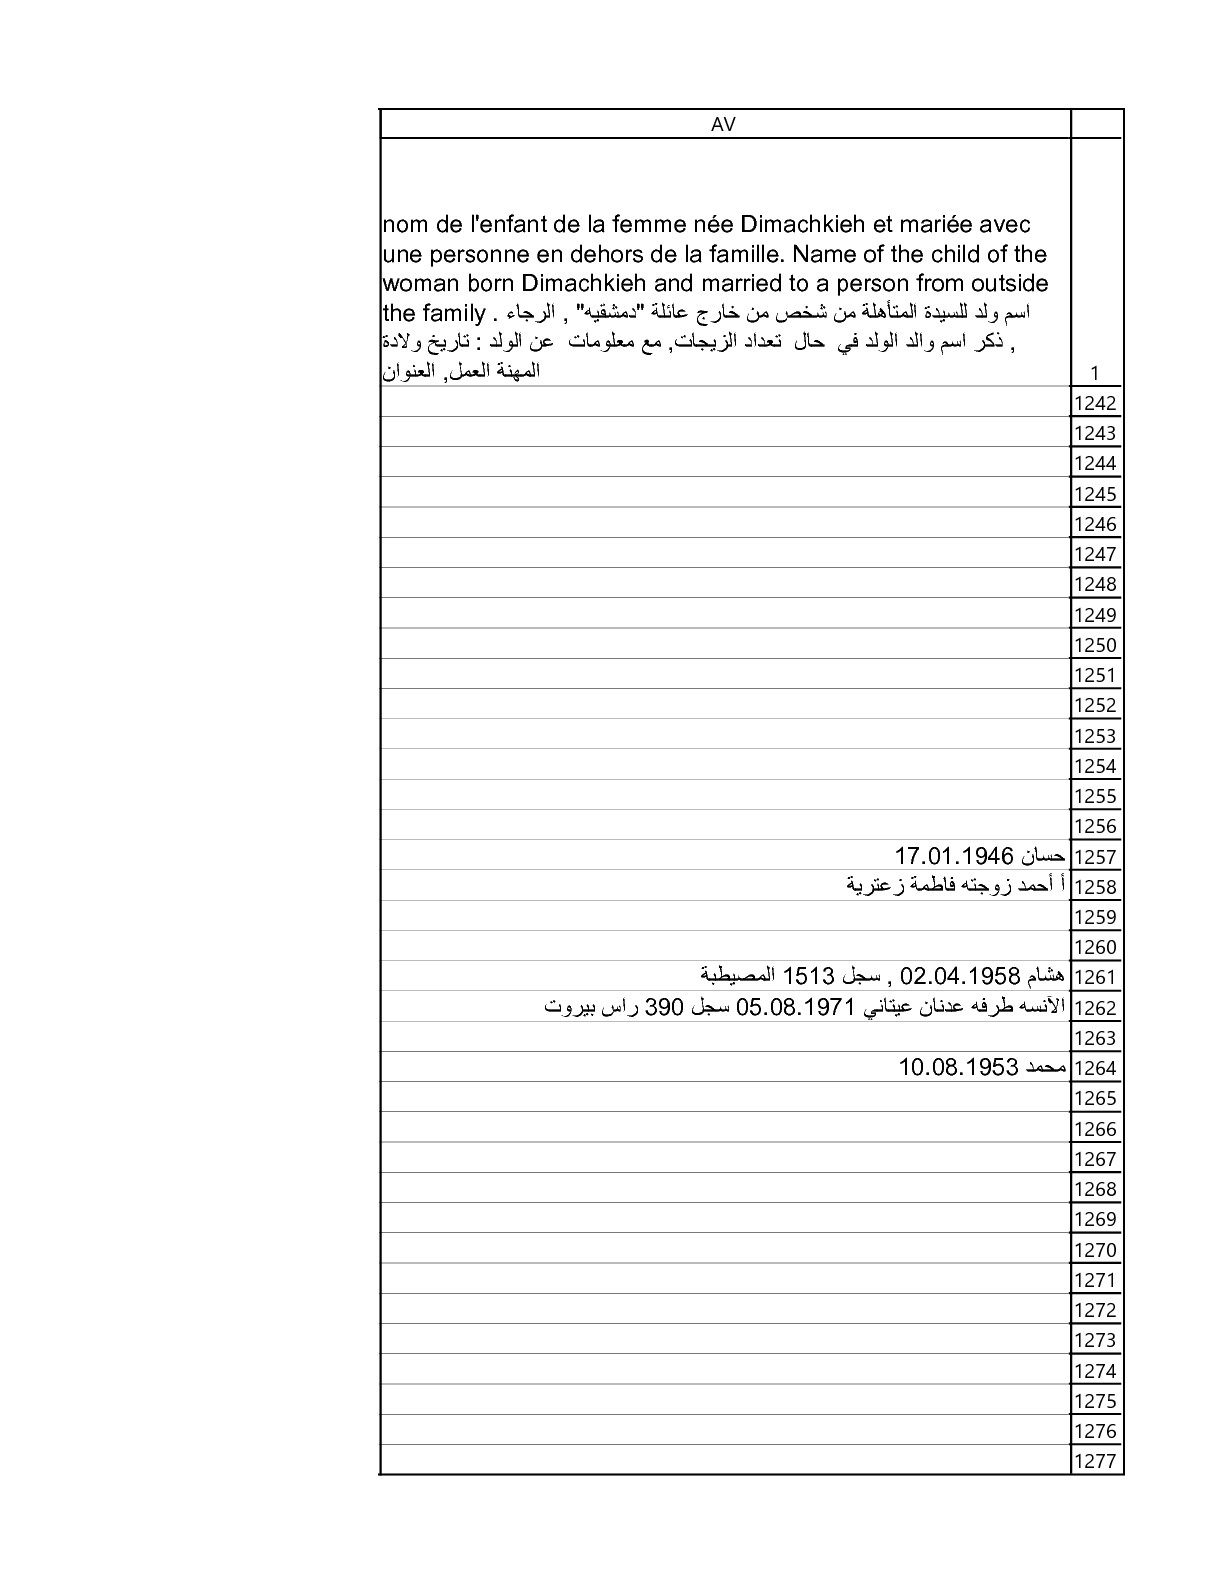 AV
nom de l'enfant de la femme née Dimachkieh et mariée avec
une personne en dehors de la famille. Name of the child of the
woman born Dimachkieh and married to a person from outside
the family . اسم ولد للسيدة المتأهلة من شخص من خارج عائلة "دمشقيه" , الرجاء
ذكر اسم والد الولد في حال تعداد الزيجات, مع معلومات عن الولد : تاريخ ولادة ,
المهنة العمل, العنوان
1
1242
1243
1244
1245
1246
1247
1248
1249
1250
1251
1252
1253
1254
1255
1256
1257 حسان 17.01.1946
1258 أ أحمد زوجته فاطمة زعترية
1259
1260
1261 هشام 02.04.1958 , سجل 1513 المصيطبة
1262 الآنسه طرفه عدنان عيتاني 05.08.1971 سجل 390 راس بيروت
1263
1264 محمد 10.08.1953
1265
1266
1267
1268
1269
1270
1271
1272
1273
1274
1275
1276
1277